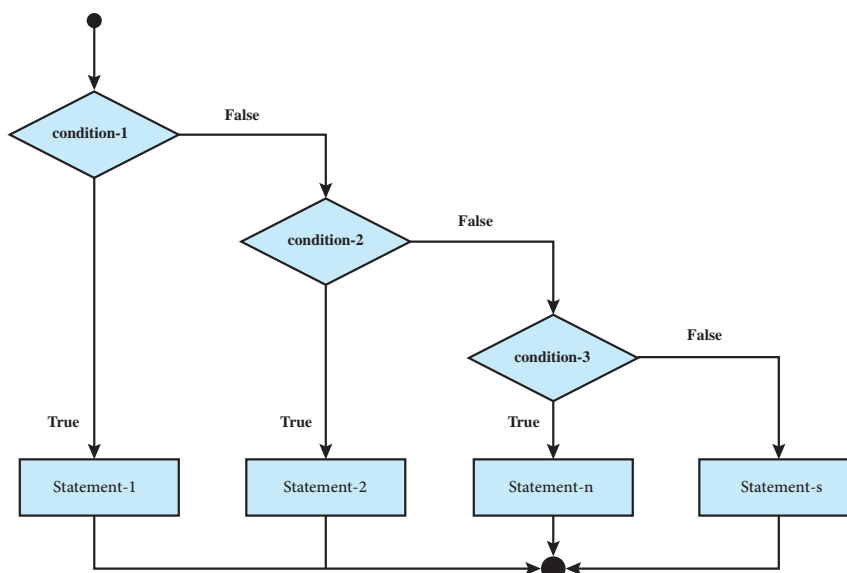 False
condition-1
False
condition-2
False
condition-3
True
True
True
Statement-1
Statement-2
Statement-n
Statement-s